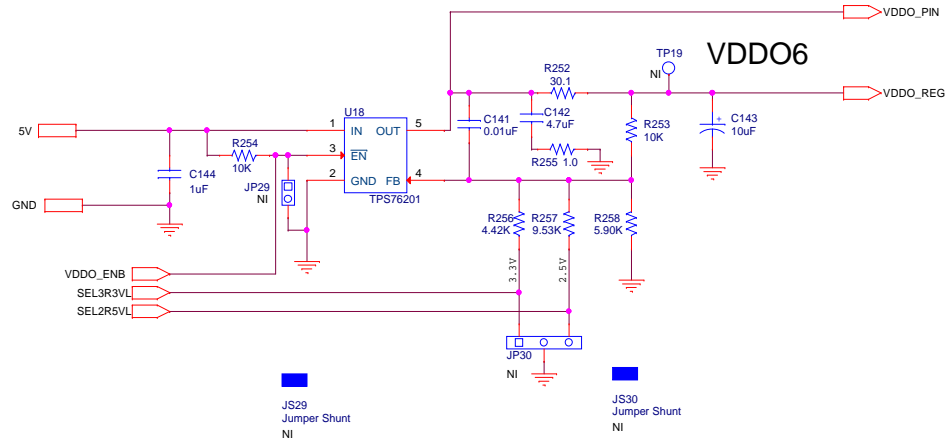 VDDO_PIN
TP19
VDDO6
NI
R252
30.1
VDDO_REG
U18
C141
0.01uF
C142
4.7uF
R253
10K
C143
10uF
5V
1
IN
OUT
5
R254
10K
3
EN
R255 1.0
C144
1uF
JP29
NI
2
GND
FB
4
TPS76201
GND
R256
4.42K
R257
9.53K
R258
5.90K
3.3V
2.5V
VDDO_ENB
SEL3R3VL
SEL2R5VL
JP30
NI
JS29
Jumper Shunt
NI
JS30
Jumper Shunt
NI